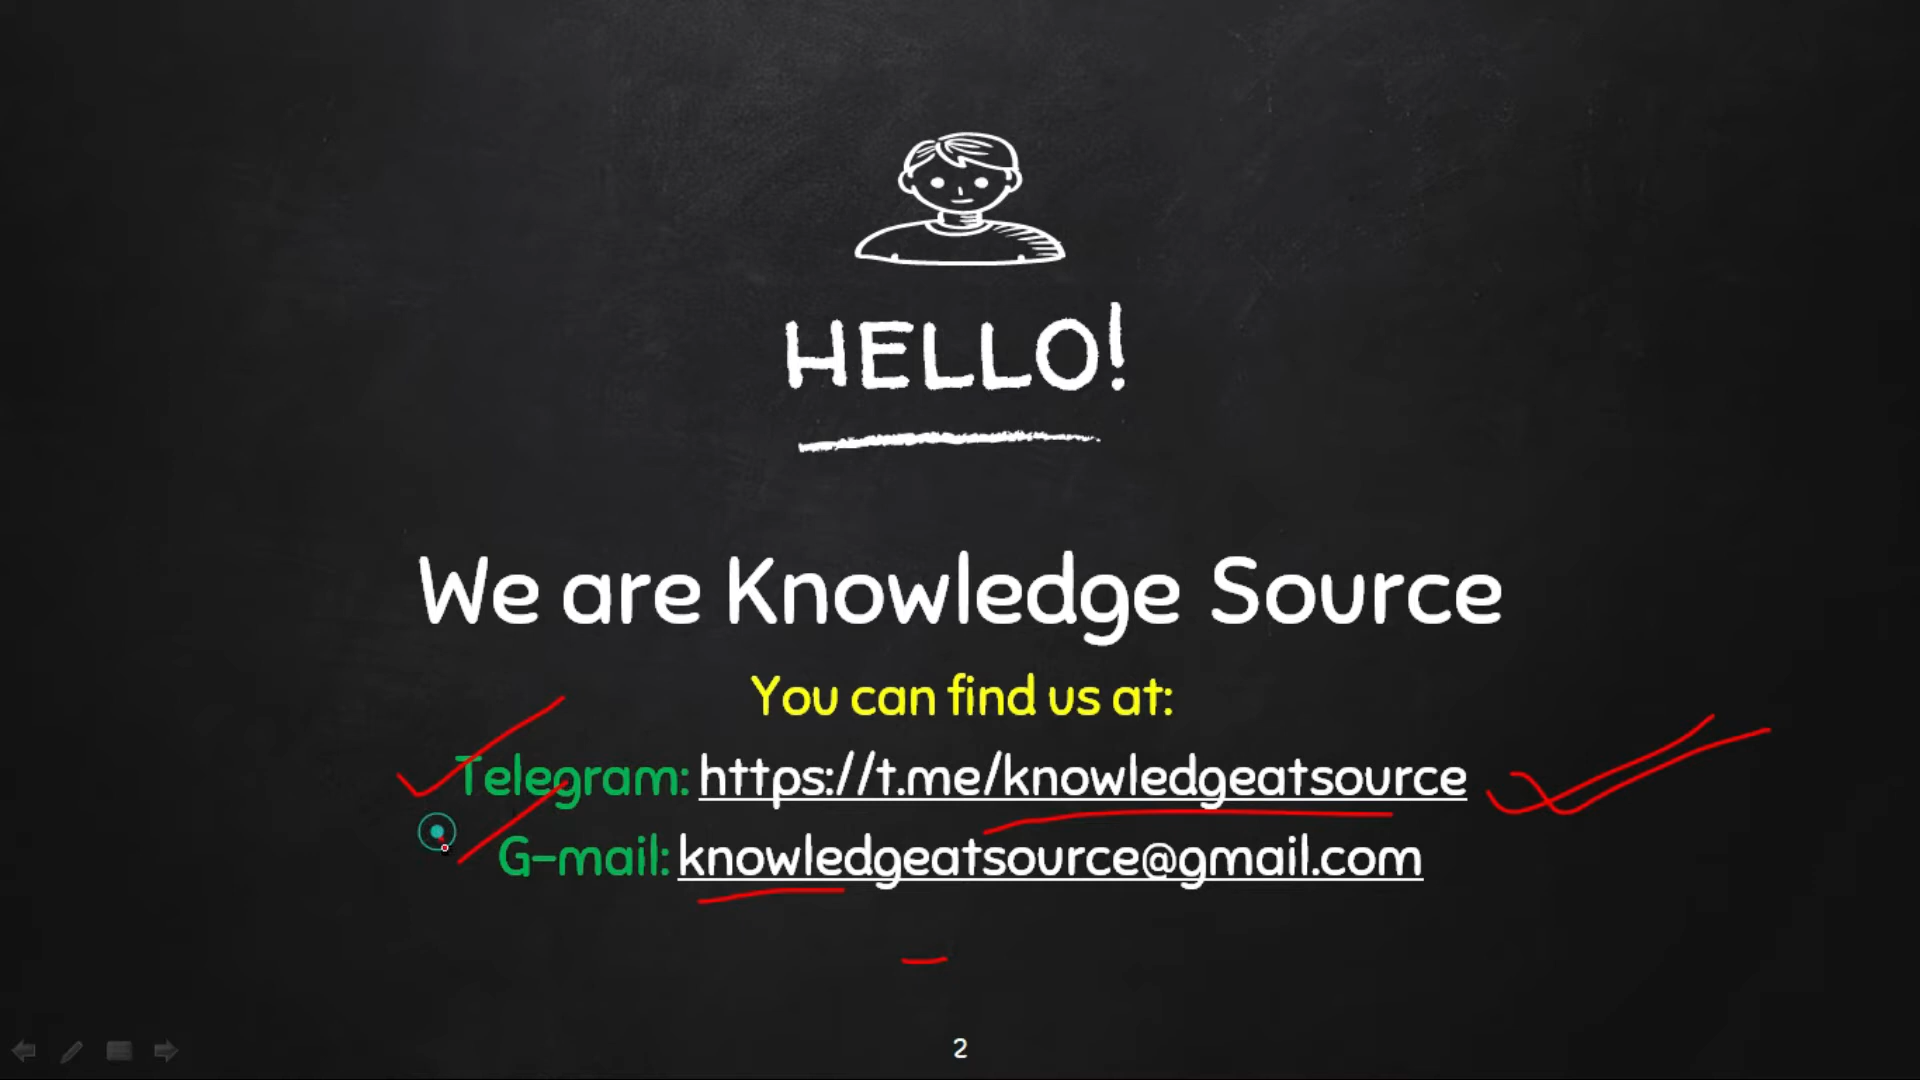 HELLO!
We are Knowledge Source
You can find us at:
Telegram: https://t.me/knowledgeatsource
G-mail: knowledgeatsource@gmail.com
2